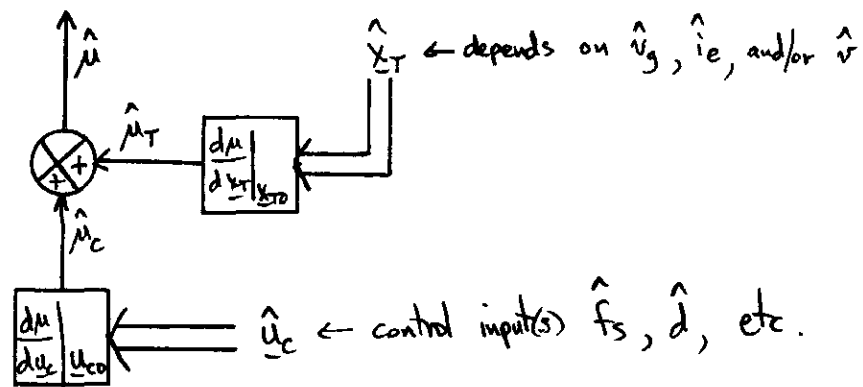 μ̂
x̂_T ← depends on v̂_g, î_e, and/or v̂
μ̂_T
dμ/dx_T |x_T0
+ +
μ̂_c
dμ/du_c |u_c0
û_c ← control input(s) f̂_s, d̂, etc.